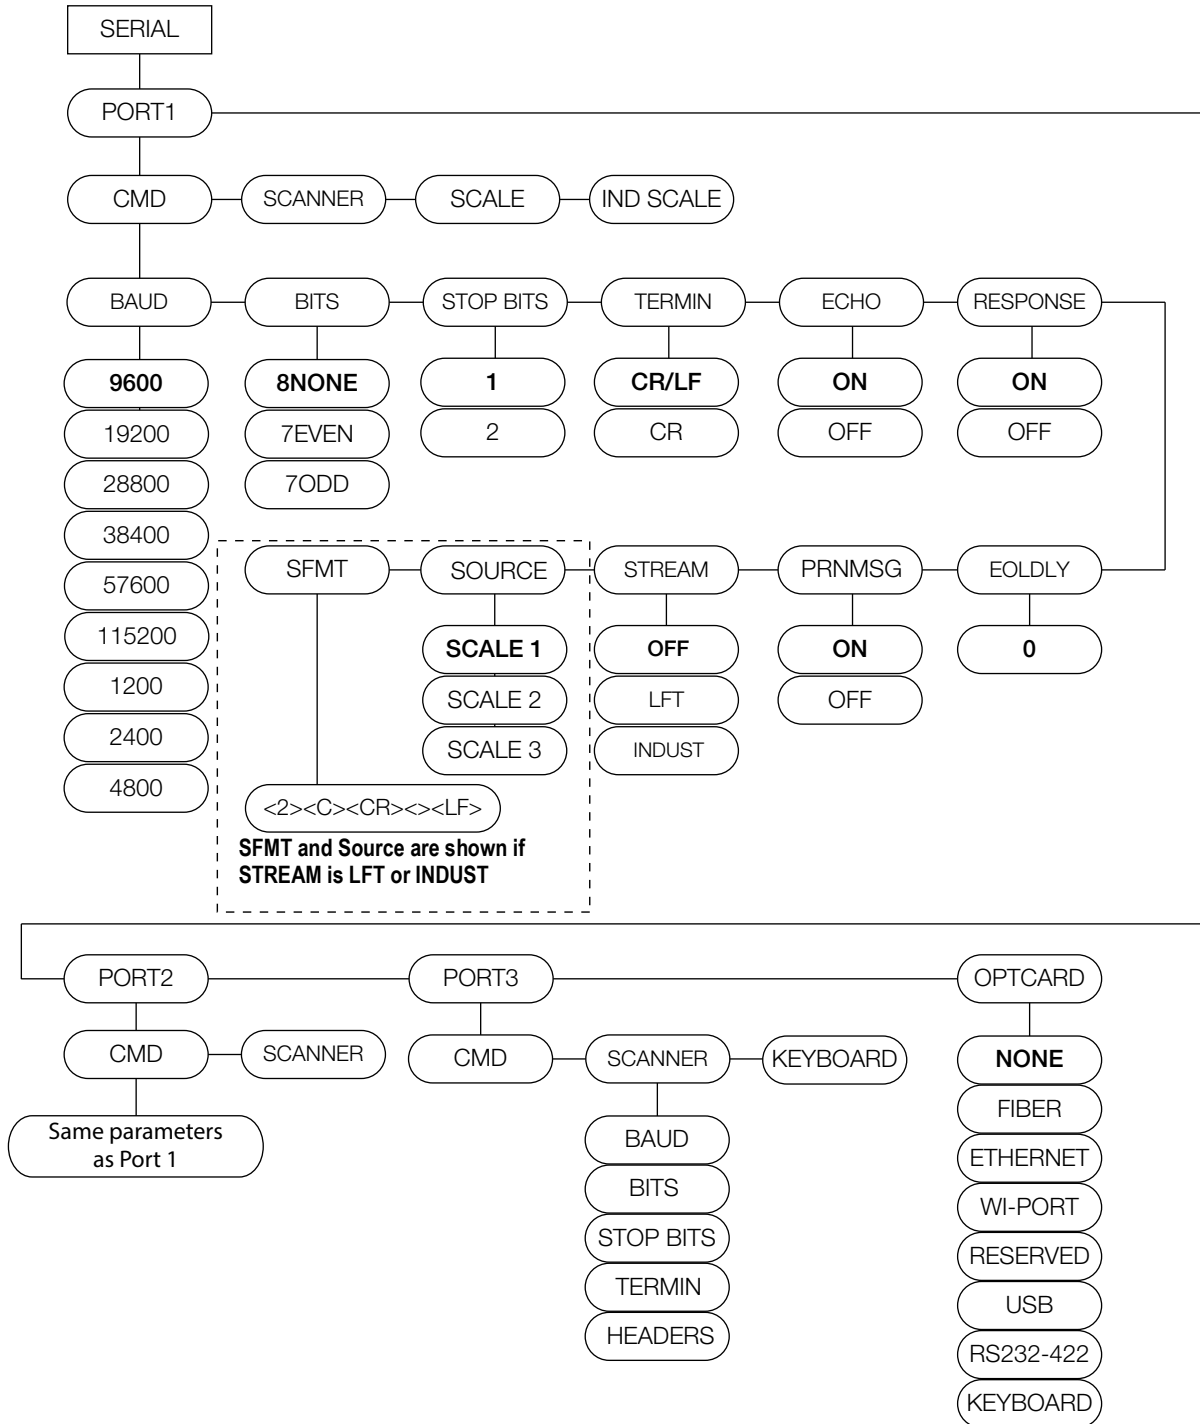 SERIAL
PORT1
CMD
SCANNER
SCALE
IND SCALE
BAUD
BITS
STOP BITS
TERMIN
ECHO
RESPONSE
9600
8NONE
1
CR/LF
ON
ON
19200
7EVEN
2
CR
OFF
OFF
28800
7ODD
38400
57600
115200
1200
2400
4800
SFMT
SOURCE
STREAM
PRNMSG
EOLDLY
SCALE 1
OFF
ON
0
SCALE 2
LFT
OFF
SCALE 3
INDUST
<2><C><CR><><LF>
SFMT and Source are shown if
STREAM is LFT or INDUST
PORT2
PORT3
OPTCARD
CMD
SCANNER
CMD
SCANNER
KEYBOARD
NONE
Same parameters
as Port 1
BAUD
BITS
STOP BITS
TERMIN
HEADERS
FIBER
ETHERNET
WI-PORT
RESERVED
USB
RS232-422
KEYBOARD